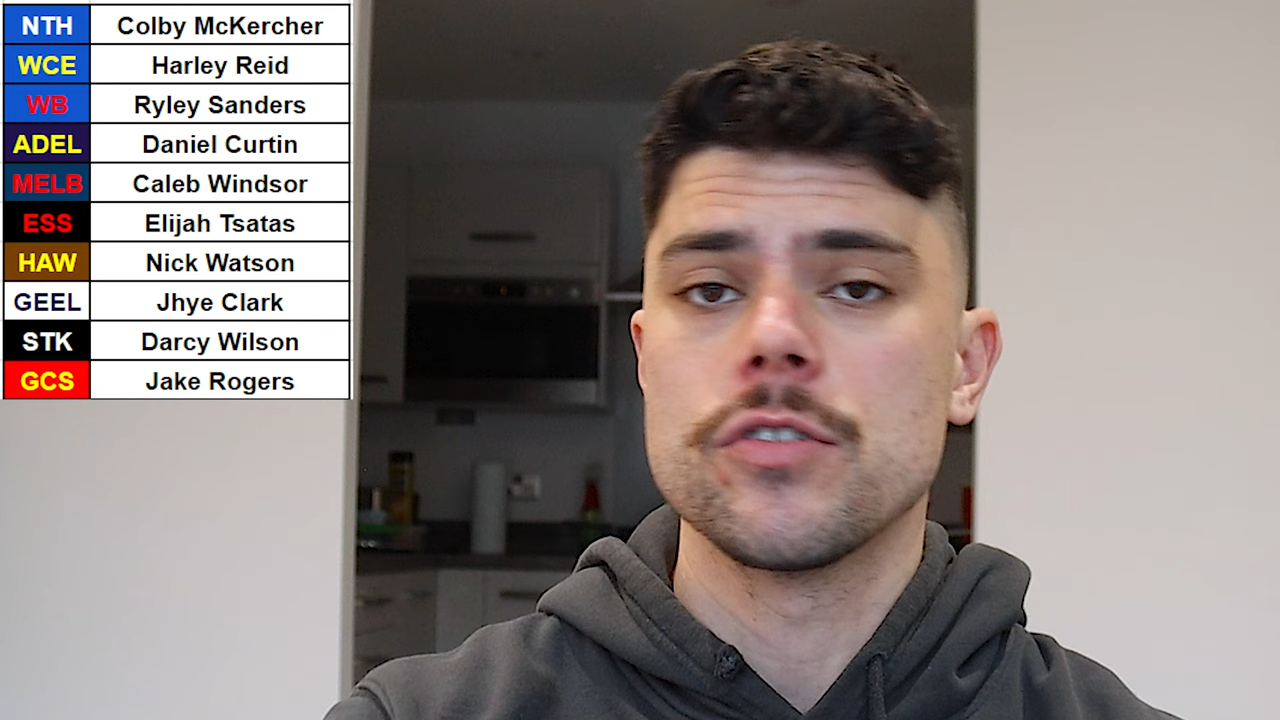 NTH Colby McKercher
WCE Harley Reid
WB Ryley Sanders
ADEL Daniel Curtin
MELB Caleb Windsor
ESS Elijah Tsatas
HAW Nick Watson
GEEL Jhye Clark
STK Darcy Wilson
GCS Jake Rogers